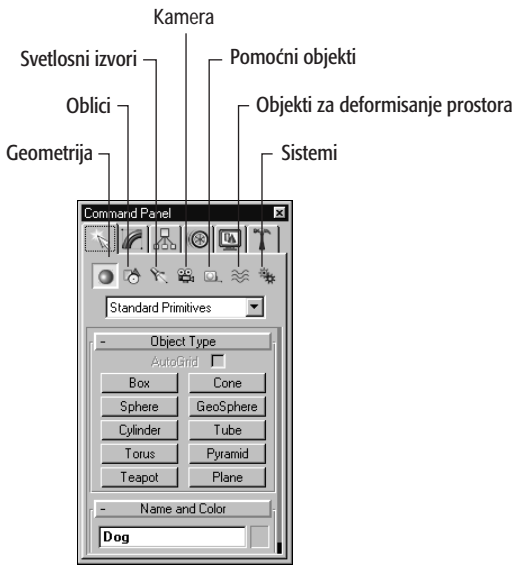 Kamera
Svetlosni izvori
Pomoćni objekti
Oblici
Objekti za deformisanje prostora
Geometrija
Sistemi
Command Panel
Standard Primitives
- Object Type
AutoGrid
Box
Cone
Sphere
GeoSphere
Cylinder
Tube
Torus
Pyramid
Teapot
Plane
- Name and Color
Dog